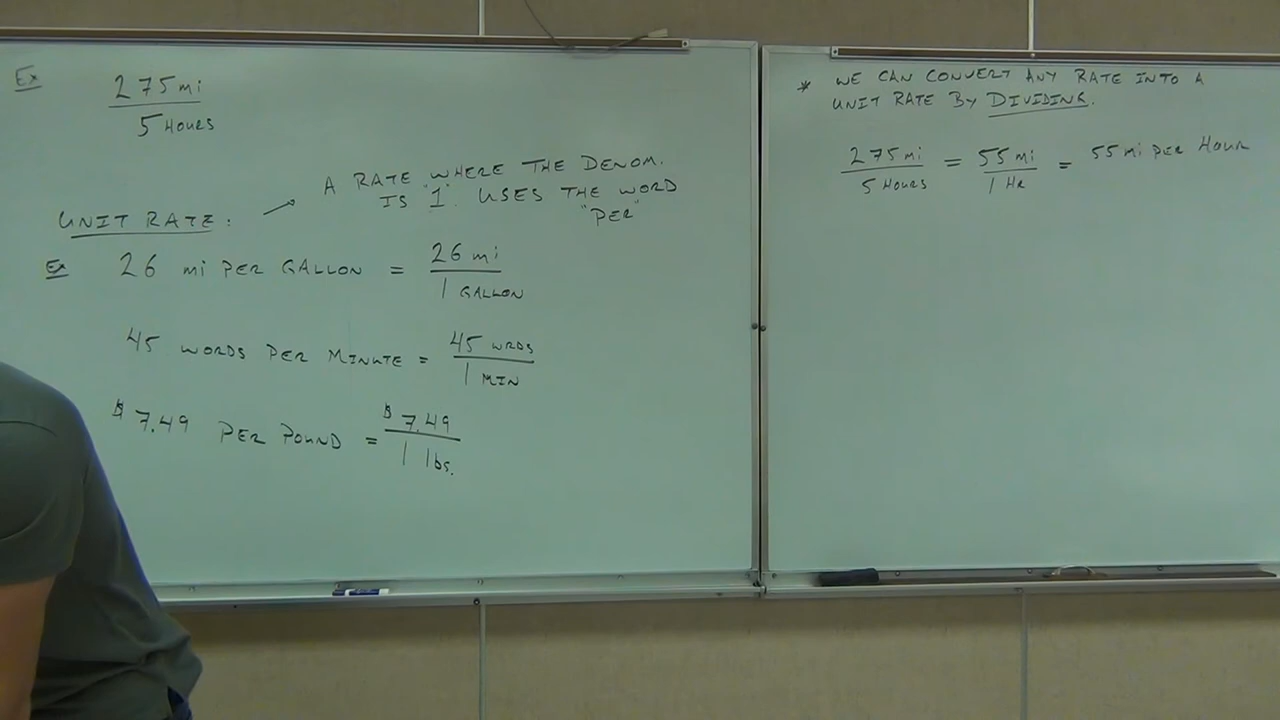 Ex 275 mi
5 HOURS
A RATE WHERE THE DENOM.
IS "1". USES THE WORD
"PER"
UNIT RATE:
Ex 26 mi PER GALLON = 26 mi
1 GALLON
45 WORDS PER MINUTE = 45 WRDS
1 MIN
$7.49 PER POUND = $7.49
1 lbs.
* WE CAN CONVERT ANY RATE INTO A
UNIT RATE BY DIVIDING.
275 mi = 55 mi = 55 mi PER HOUR
5 HOURS 1 HR